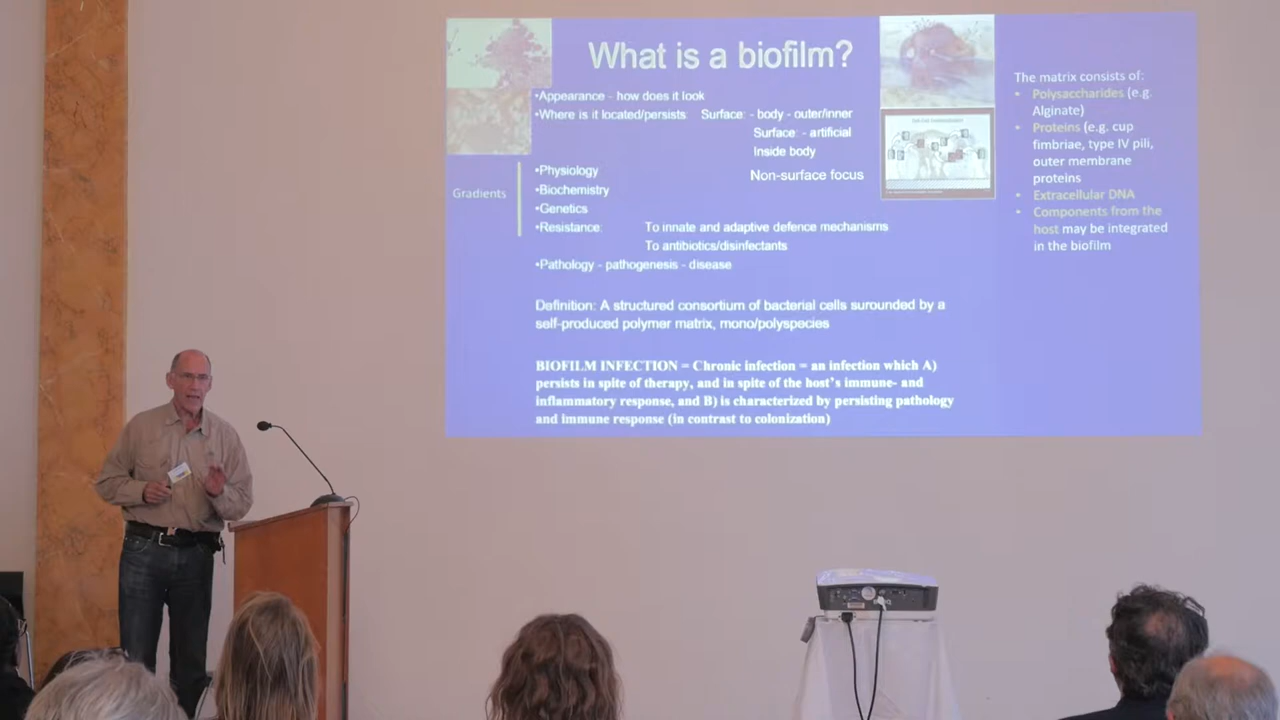 What is a biofilm?
•Appearance - how does it look
•Where is it located/persists: Surface: - body - outer/inner
Surface: - artificial
Inside body
Non-surface focus
Gradients
•Physiology
•Biochemistry
•Genetics
•Resistance: To innate and adaptive defence mechanisms
To antibiotics/disinfectants
•Pathology - pathogenesis - disease
Definition: A structured consortium of bacterial cells surounded by a
self-produced polymer matrix, mono/polyspecies
BIOFILM INFECTION = Chronic infection = an infection which A)
persists in spite of therapy, and in spite of the host's immune- and
inflammatory response, and B) is characterized by persisting pathology
and immune response (in contrast to colonization)
The matrix consists of:
• Polysaccharides (e.g.
Alginate)
• Proteins (e.g. cup
fimbriae, type IV pili,
outer membrane
proteins
• Extracellular DNA
• Components from the
host may be integrated
in the biofilm